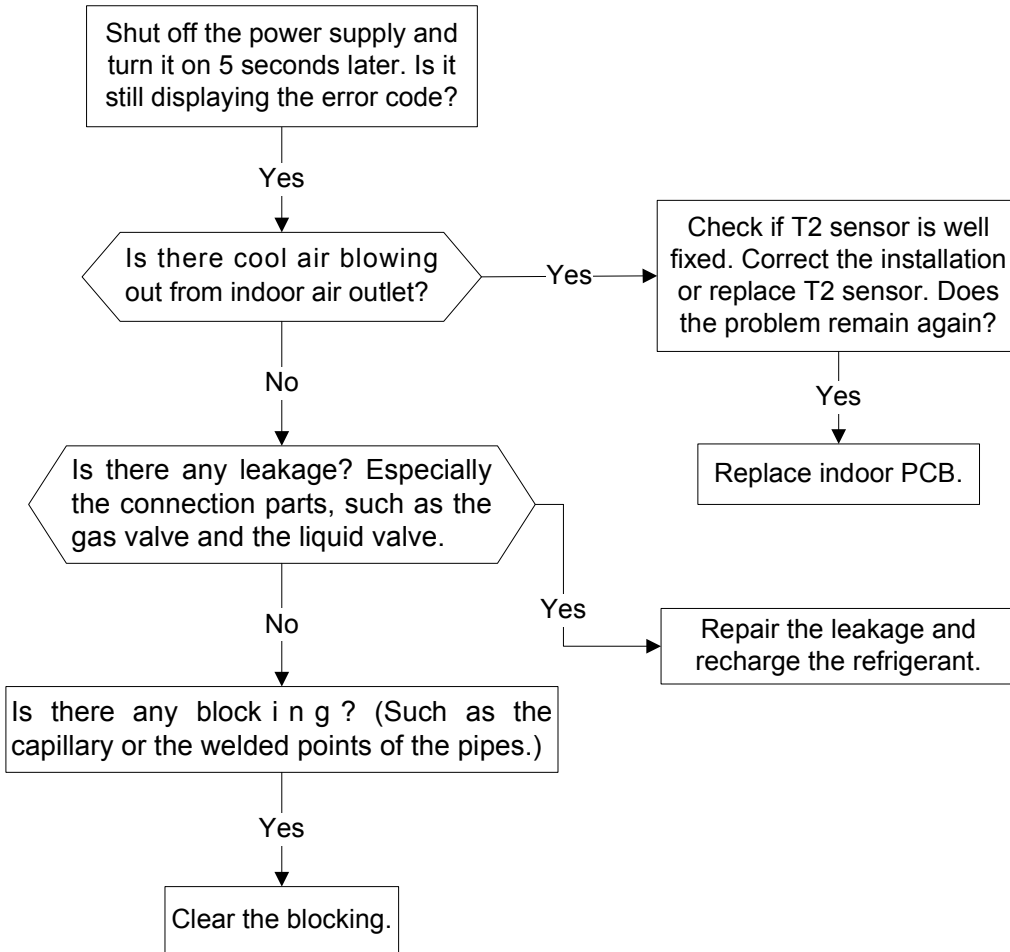 Shut off the power supply and
turn it on 5 seconds later. Is it
still displaying the error code?
Yes
Is there cool air blowing
out from indoor air outlet?
Yes
Check if T2 sensor is well
fixed. Correct the installation
or replace T2 sensor. Does
the problem remain again?
Yes
Replace indoor PCB.
No
Is there any leakage? Especially
the connection parts, such as the
gas valve and the liquid valve.
Yes
Repair the leakage and
recharge the refrigerant.
No
Is there any block i n g ? (Such as the
capillary or the welded points of the pipes.)
Yes
Clear the blocking.